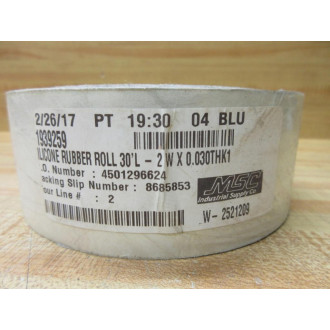 2/26/17 PT 19:30 04 BLU
1939259
ILICONE RUBBER ROLL 30'L - 2 W X 0.030THK1
.O. Number : 4501296624
acking Slip Number : 8685853
our Line # : 2
MSC
Industrial Supply Co.
W- 2521209